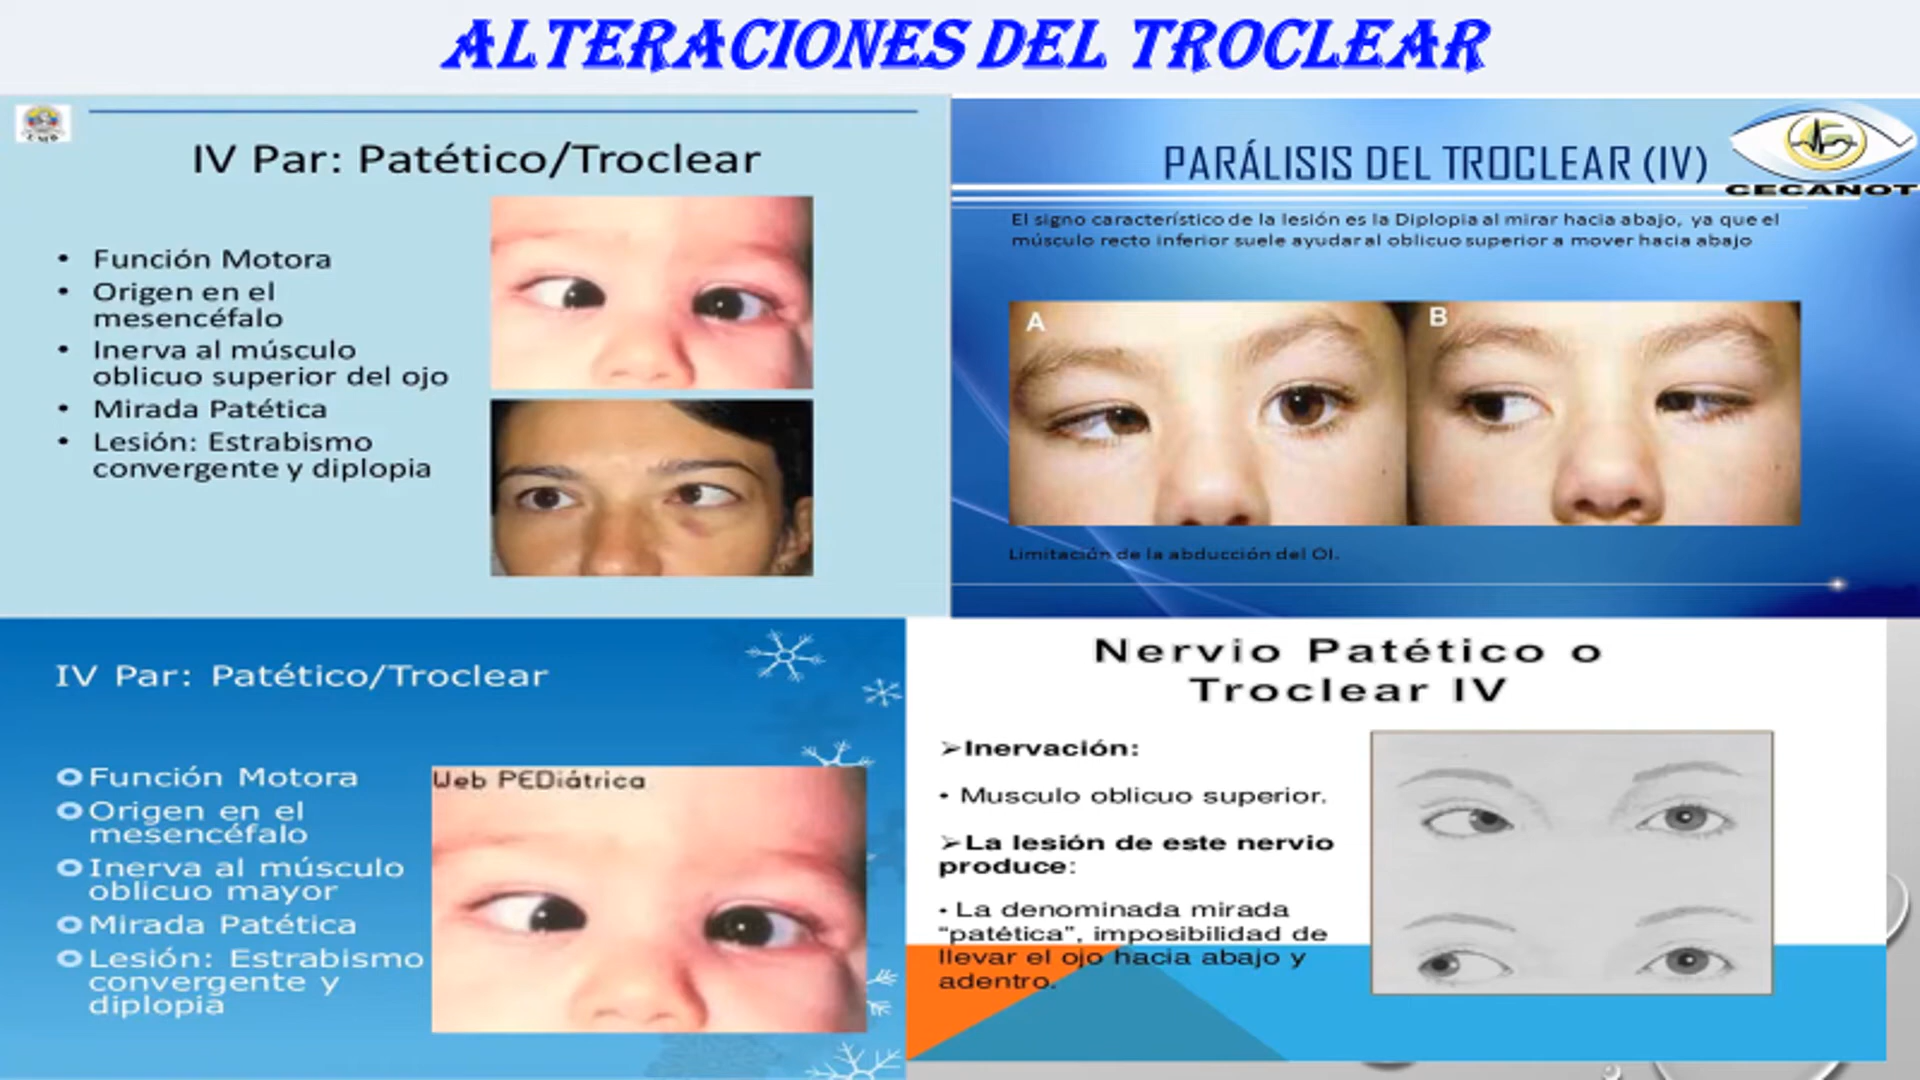 ALTERACIONES DEL TROCLEAR
IV Par: Patético/Troclear
• Función Motora
• Origen en el
mesencéfalo
• Inerva al músculo
oblicuo superior del ojo
• Mirada Patética
• Lesión: Estrabismo
convergente y diplopia
PARÁLISIS DEL TROCLEAR (IV)
CECANOT
El signo característico de la lesión es la Diplopia al mirar hacia abajo, ya que el
músculo recto inferior suele ayudar al oblicuo superior a mover hacia abajo
A
B
Limitación de la abducción del OI.
IV Par: Patético/Troclear
Función Motora
Origen en el
mesencéfalo
Inerva al músculo
oblicuo mayor
Mirada Patética
Lesión: Estrabismo
convergente y
diplopia
Web PEDiátrica
Nervio Patético o
Troclear IV
➢Inervación:
• Musculo oblicuo superior.
➢La lesión de este nervio
produce:
• La denominada mirada
“patética”, imposibilidad de
llevar el ojo hacia abajo y
adentro.